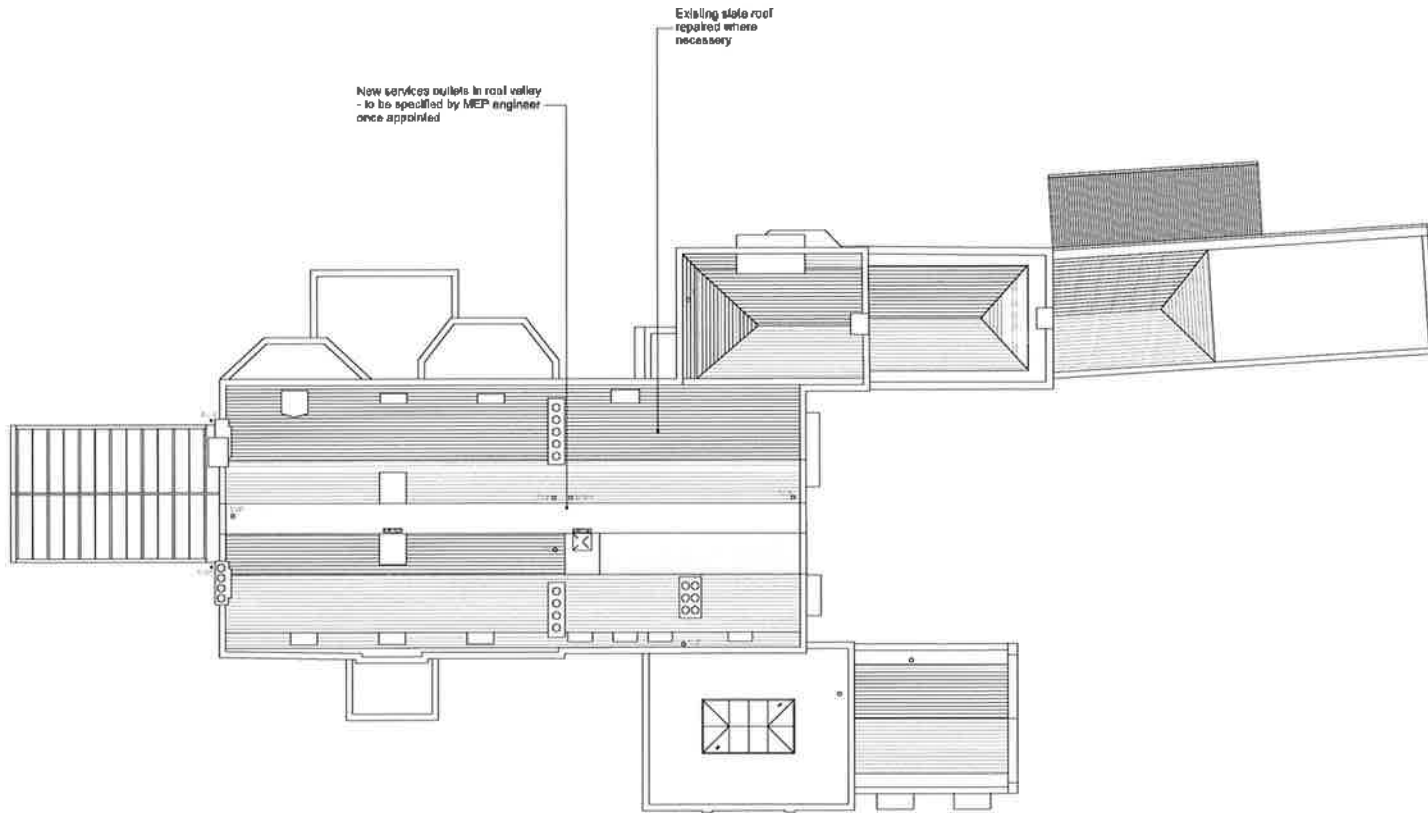 Existing slate roof
repaired where
necessary
New services outlets in roof valley
- to be specified by MEP engineer
once appointed
SVP